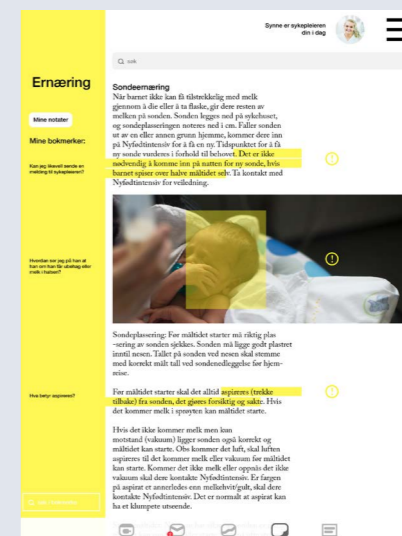 Synne er sykepleieren
din i dag
søk
Ernæring
Mine notater
Mine bokmerker:
Kan jeg likevell sende en
melding til sykepleieren?
Hvordan ser jeg på han at
han om han får ubehag eller
melk i halsen?
Hva betyr aspireres?
Sondeernæring
Når barnet ikke kan få tilstrekkelig med melk
gjennom å die eller å ta flaske, gir dere resten av
melken på sonden. Sonden legges ned på sykehuset,
og sondeplasseringen noteres ned i cm. Faller sonden
ut av en eller annen grunn hjemme, kommer dere inn
på Nyfødtintensiv for å få en ny. Tidspunktet for å få
ny sonde vurderes i forhold til behovet. Det er ikke
nødvendig å komme inn på natten for ny sonde, hvis
barnet spiser over halve måltidet selv. Ta kontakt med
Nyfødtintensiv for veiledning.
Sondeplassering: Før måltidet starter må riktig plas
-sering av sonden sjekkes. Sonden må ligge godt plastret
inntil nesen. Tallet på sonden ved nesen skal stemme
med korrekt målt tall ved sondenedleggelse før hjem-
reise.
Før måltidet starter skal det alltid aspireres (trekke
tilbake) fra sonden, det gjøres forsiktig og sakte. Hvis
det kommer melk i sprøyten kan måltidet starte.
Hvis det ikke kommer melk men kun
motstand (vakuum) ligger sonden også korrekt og
måltidet kan starte. Obs kommer det luft, skal luften
aspireres til det kommer melk eller vakuum før måltidet
kan starte. Kommer det ikke melk eller oppnås det ikke
vakuum skal dere kontakte Nyfødtintensiv. Er fargen
på aspirat et annerledes enn melkehvit/gult, skal dere
kontakte Nyfødtintensiv. Det er normalt at aspirat kan
ha et klumpete utseende.